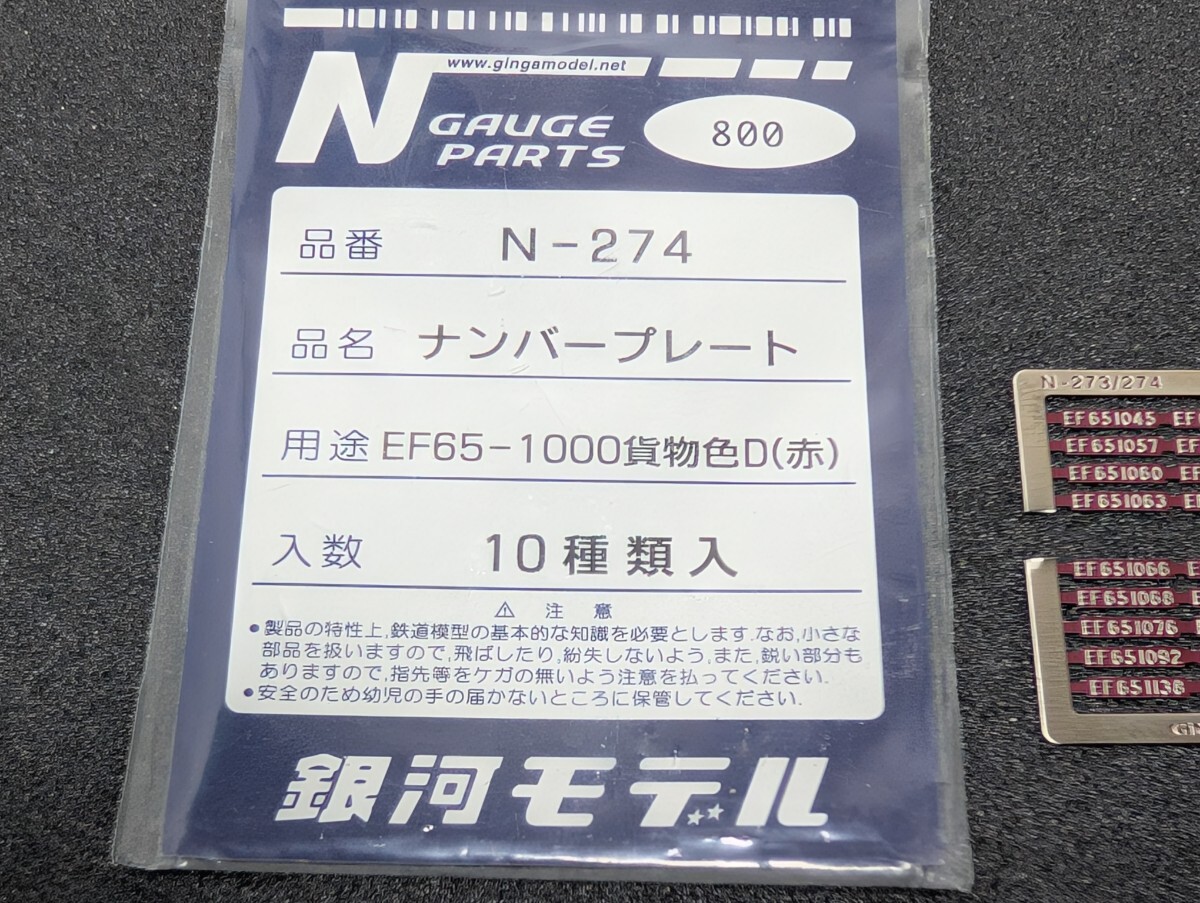 www.gingamodel.net
N GAUGE PARTS 800
品番 N-274
品名 ナンバープレート
用途 EF65-1000貨物色D(赤)
入数 10種類入
⚠ 注意
●製品の特性上,鉄道模型の基本的な知識を必要とします.なお,小さな
部品を扱いますので,飛ばしたり,紛失しないよう,また,鋭い部分も
ありますので,指先等をケガの無いよう注意を払ってください.
●安全のため幼児の手の届かないところに保管してください.
銀河モデル
N-273/274
EF651045
EF651057
EF651060
EF651063
EF651066
EF651068
EF651076
EF651092
EF651136